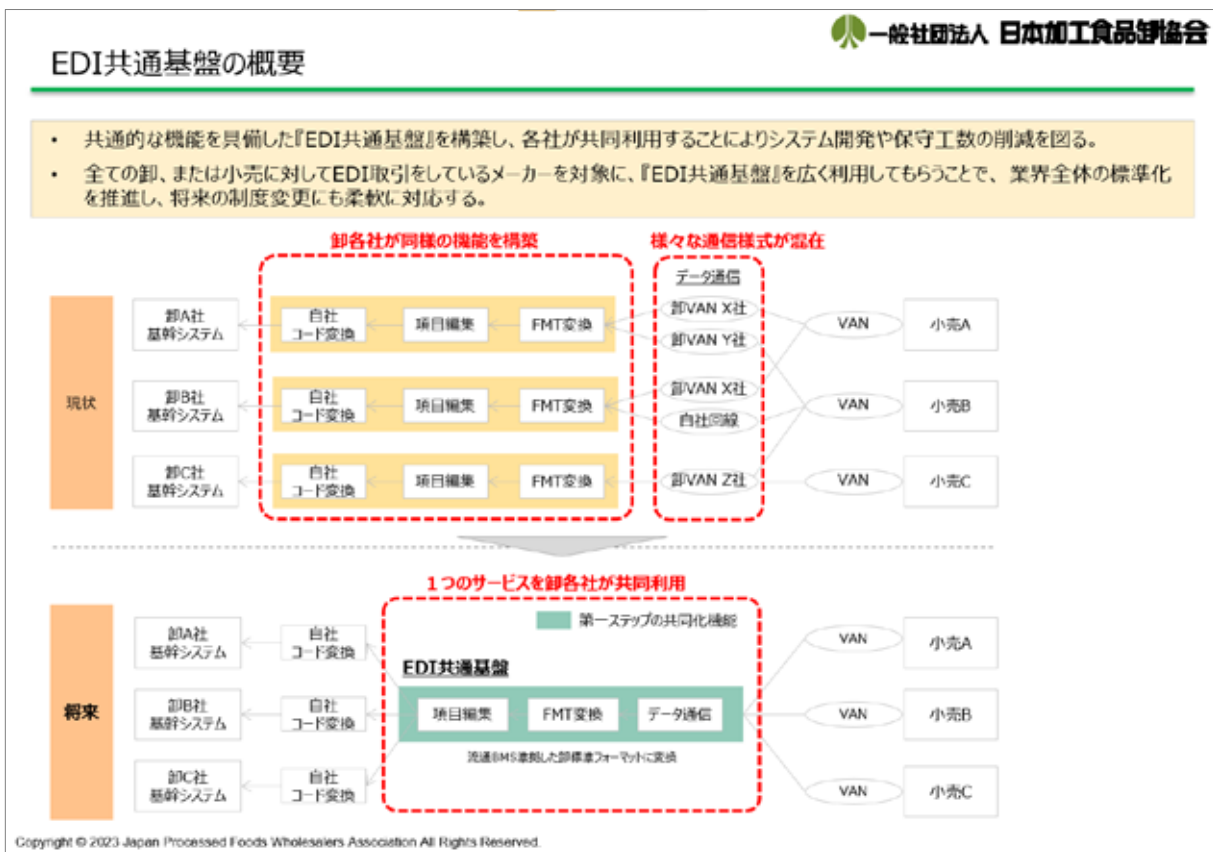 一般社団法人 日本加工食品卸協会
EDI共通基盤の概要
• 共通的な機能を具備した『EDI共通基盤』を構築し、各社が共同利用することによりシステム開発や保守工数の削減を図る。
• 全ての卸、または小売に対してEDI取引をしているメーカーを対象に、『EDI共通基盤』を広く利用してもらうことで、業界全体の標準化
を推進し、将来の制度変更にも柔軟に対応する。
卸各社が同様の機能を構築
様々な通信様式が混在
データ通信
現状
卸A社
基幹システム
自社
コード変換
項目編集
FMT変換
卸VAN X社
卸VAN Y社
VAN
小売A
卸B社
基幹システム
自社
コード変換
項目編集
FMT変換
卸VAN X社
自社回線
VAN
小売B
卸C社
基幹システム
自社
コード変換
項目編集
FMT変換
卸VAN Z社
VAN
小売C
1つのサービスを卸各社が共同利用
第一ステップの共同化機能
将来
卸A社
基幹システム
自社
コード変換
VAN
小売A
EDI共通基盤
卸B社
基幹システム
自社
コード変換
項目編集
FMT変換
データ通信
VAN
小売B
流通BMS準拠した卸標準フォーマットに変換
卸C社
基幹システム
自社
コード変換
VAN
小売C
Copyright © 2023 Japan Processed Foods Wholesalers Association All Rights Reserved.